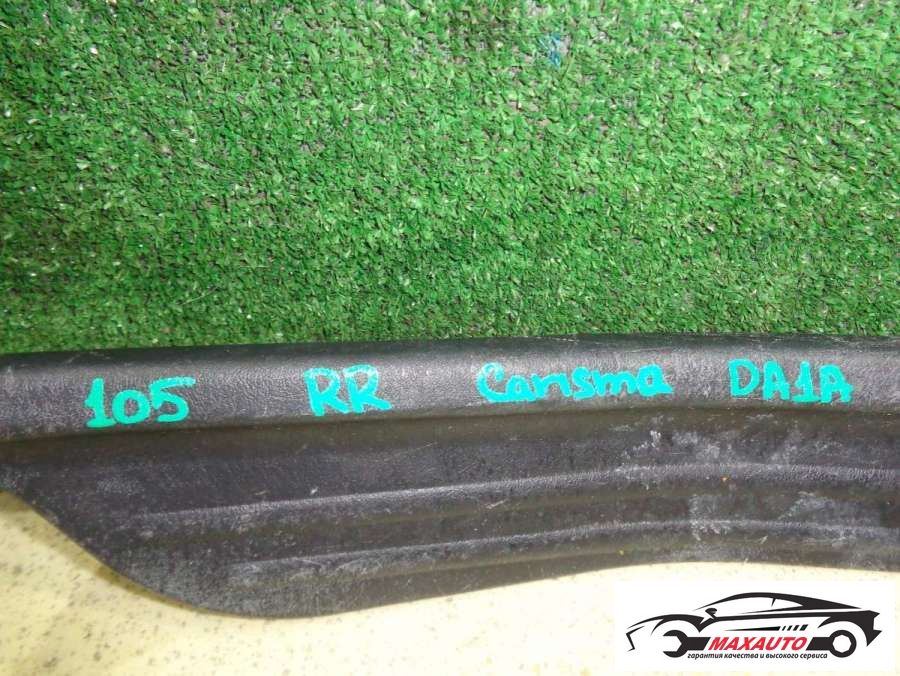 105 RR Carisma DA1A
MAXAUTO
гарантия качества и высокого сервиса